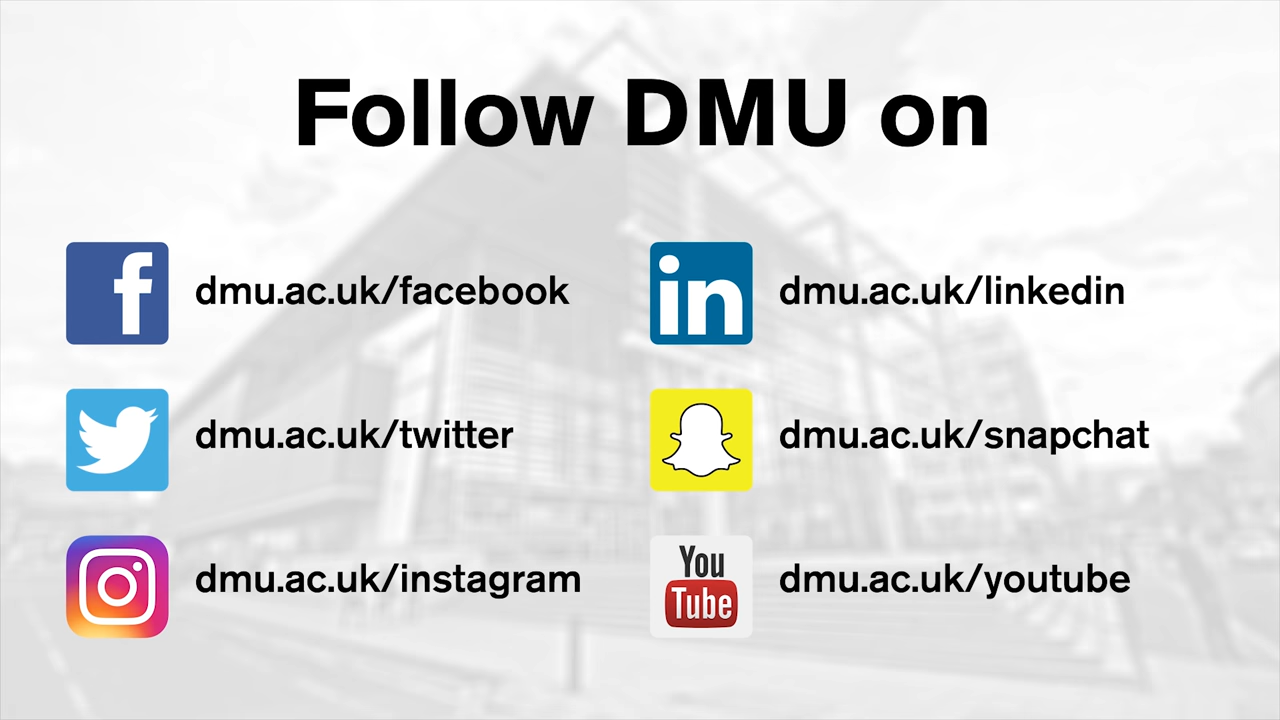 Follow DMU on
dmu.ac.uk/facebook
dmu.ac.uk/twitter
dmu.ac.uk/instagram
in
dmu.ac.uk/linkedin
dmu.ac.uk/snapchat
You
Tube
dmu.ac.uk/youtube